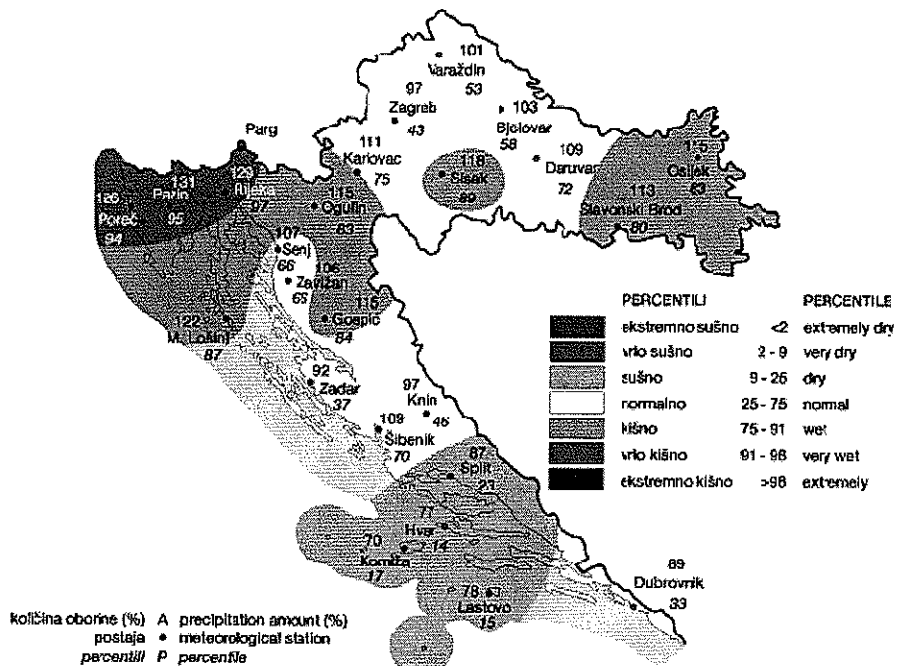 101
Varaždin
53
97
Zagreb
43
103
Bjelovar
58
Parg
111
Karlovac
75
118
Sisak
89
109
Daruvar
72
115
Osijek
83
113
Slavonski Brod
80
131
Pazin
95
Poreč
94
129
Rijeka
97
115
Ogulin
83
107
Senj
66
106
Zavižan
115
Gospić
84
122
M. Lošinj
87
92
Zadar
37
97
Knin
46
109
Šibenik
70
87
Split
23
71
Hvar
14
70
Komiža
17
78
Lastovo
15
89
Dubrovnik
33
PERCENTILI PERCENTILE
ekstremno sušno <2 extremely dry
vrlo sušno 2 - 9 very dry
sušno 9 - 25 dry
normalno 25 - 75 normal
kišno 75 - 91 wet
vrlo kišno 91 - 98 very wet
ekstremno kišno >98 extremely
količina oborine (%) A precipitation amount (%)
postaja • meteorological station
percentili P percentile